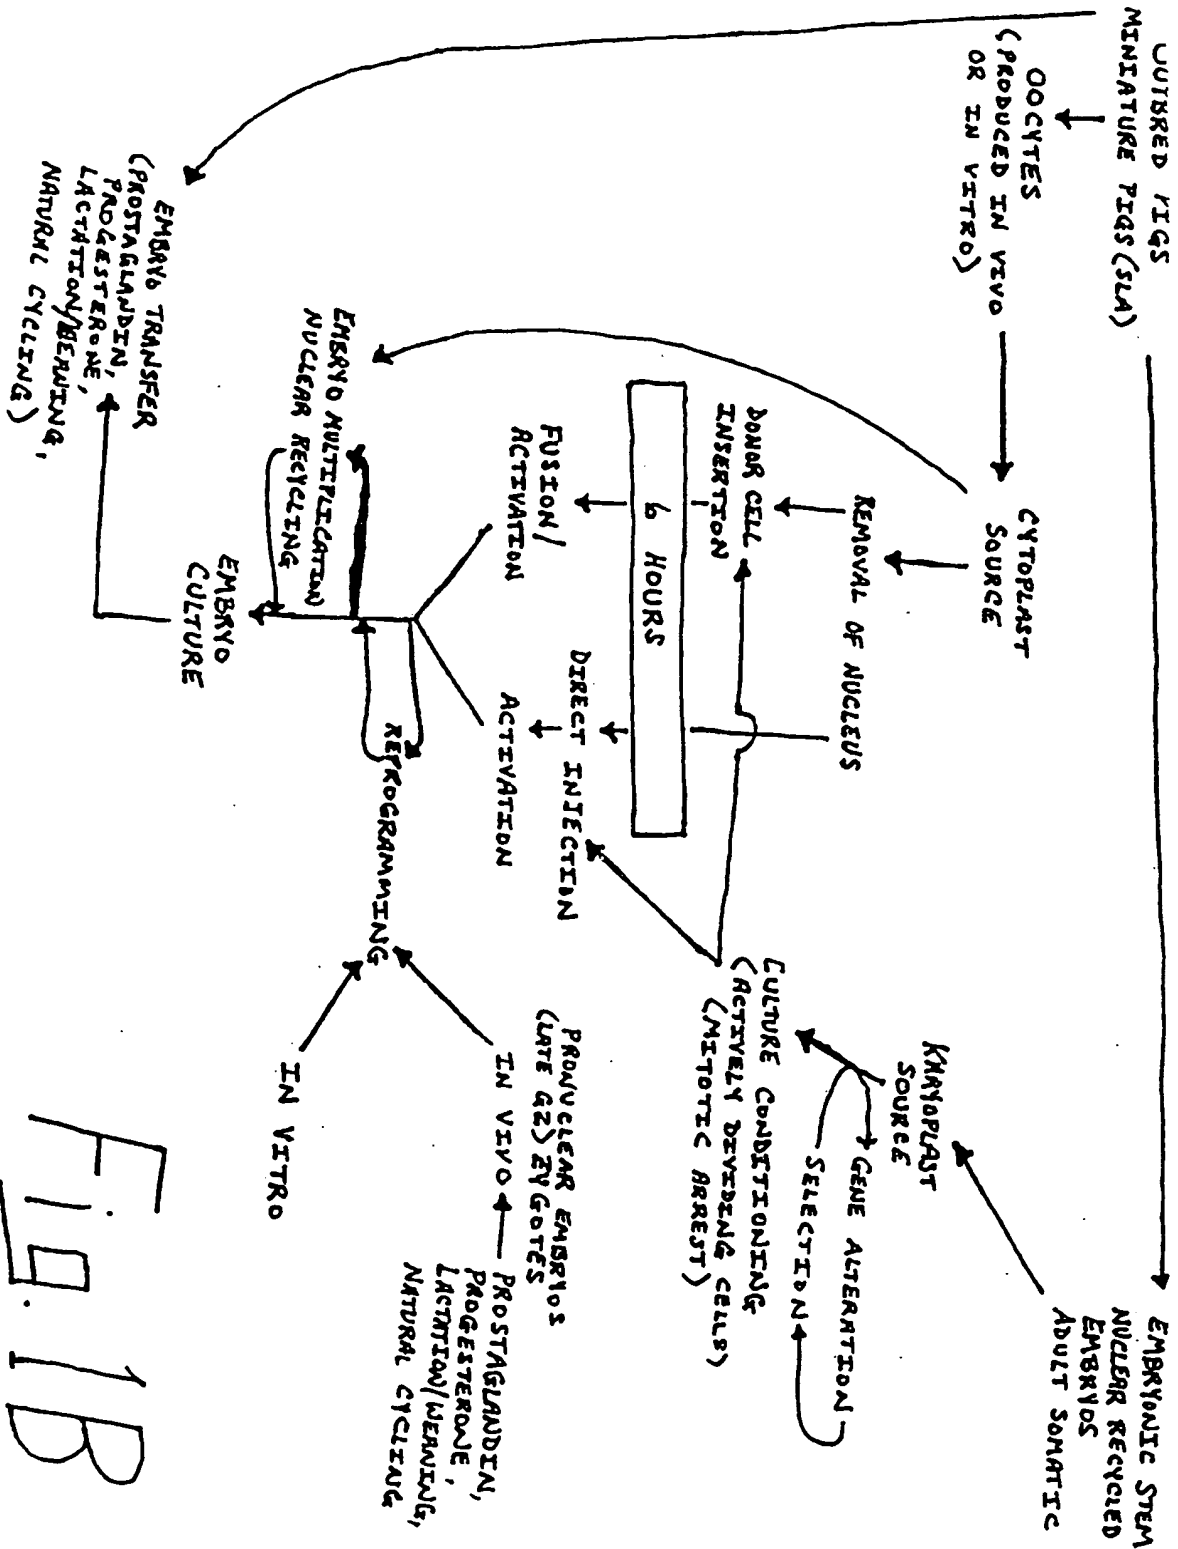 OUTBRED PIGS
MINIATURE PIGS (SLA)
OOCYTES
(PRODUCED IN VIVO
OR IN VITRO)
CYTOPLAST
SOURCE
EMBRYONIC STEM
NUCLEAR RECYCLED
EMBRYOS
ADULT SOMATIC
KARYOPLAST
SOURCE
REMOVAL OF NUCLEUS
GENE ALTERATION
SELECTION
CULTURE CONDITIONING
(ACTIVELY DIVIDING CELLS)
(MITOTIC ARREST)
DONOR CELL
INSERTION
6 HOURS
FUSION/
ACTIVATION
DIRECT INJECTION
ACTIVATION
PRONUCLEAR EMBRYOS
(LATE G2) ZYGOTES
IN VIVO
PROSTAGLANDIN,
PROGESTERONE,
LACTATION/WEANING,
NATURAL CYCLING
REPROGRAMMING
IN VITRO
EMBRYO MULTIPLICATION
NUCLEAR RECYCLING
EMBRYO
CULTURE
EMBRYO TRANSFER
(PROSTAGLANDIN,
PROGESTERONE,
LACTATION/WEANING,
NATURAL CYCLING)
Fig. 1B